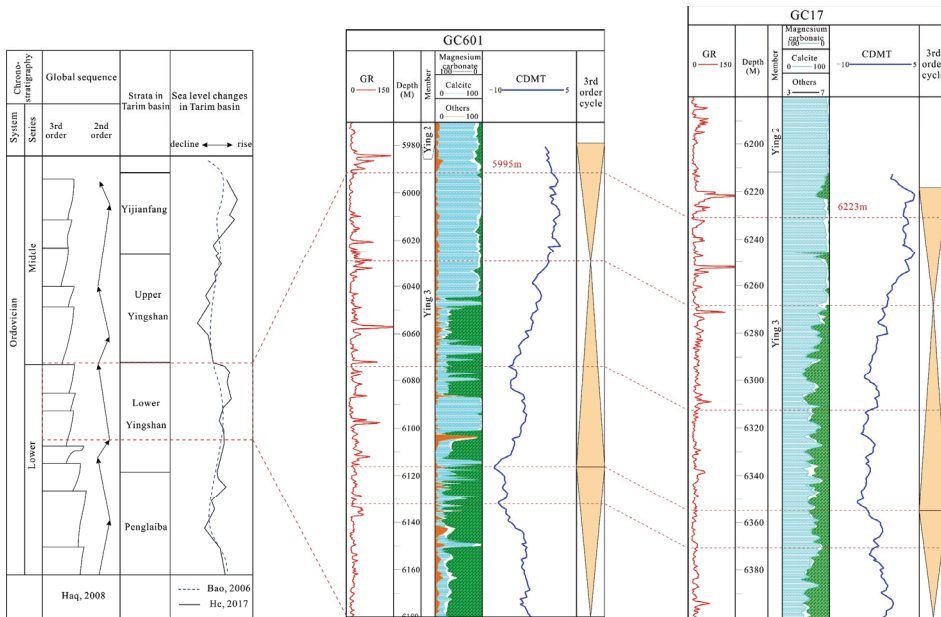 Chrono-
stratigraphy
Global sequence
Strata in
Tarim basin
Sea level changes
in Tarim basin
System
Series
3rd
order
2nd
order
decline
rise
Ordovician
Middle
Lower
Yijianfang
Upper
Yingshan
Lower
Yingshan
Penglaiba
Haq, 2008
Bao, 2006
He, 2017
GC601
GR
0
150
Depth
(M)
Member
Magnesium
carbonate
100
0
Calcite
0
100
Others
0
100
CDMT
-10
5
3rd
order
cycle
Ying 2
Ying 3
5995m
5980
6000
6020
6040
6060
6080
6100
6120
6140
6160
6180
GC17
GR
0
150
Depth
(M)
Member
Magnesium
carbonate
100
0
Calcite
0
100
Others
3
7
CDMT
-10
5
3rd
order
cycle
Ying 2
Ying 3
6223m
6200
6220
6240
6260
6280
6300
6320
6340
6360
6380